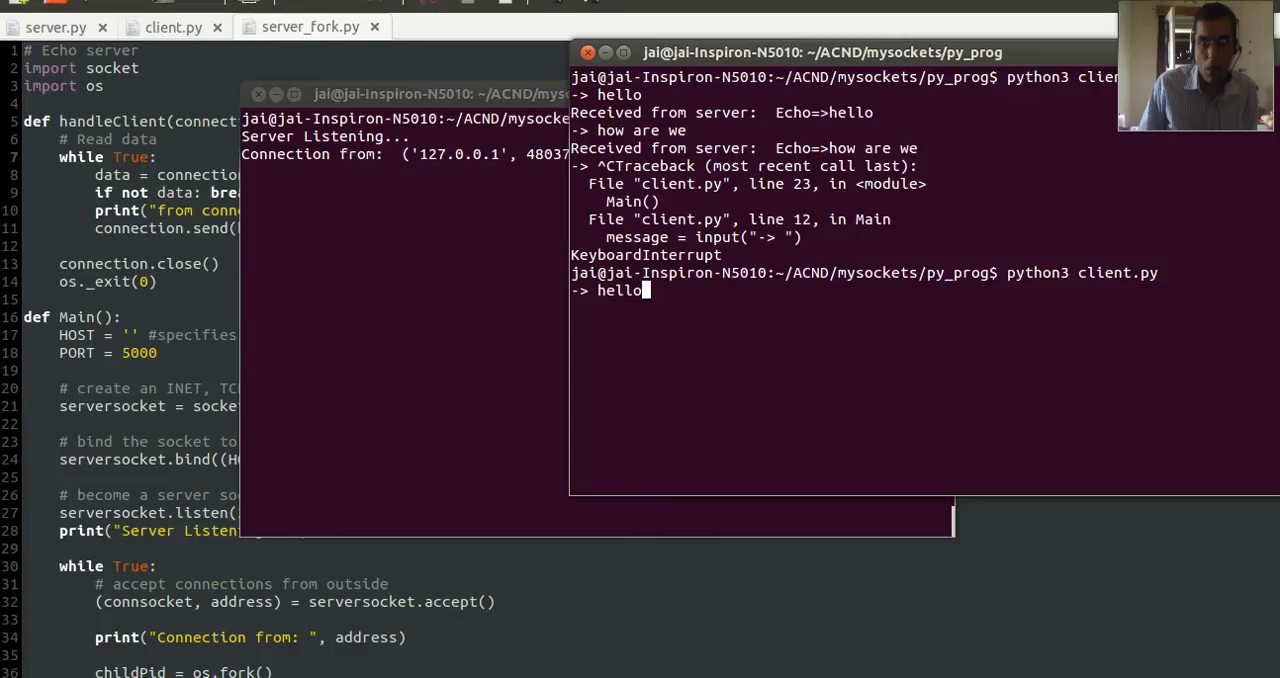 server.py
client.py
server_fork.py
1 # Echo server
2 import socket
3 import os
4
5 def handleClient(connect
6 # Read data
7 while True:
8 data = connection
9 if not data: brea
10 print("from conn
11 connection.send(
12
13 connection.close()
14 os._exit(0)
15
16 def Main():
17 HOST = '' #specifies
18 PORT = 5000
19
20 # create an INET, TC
21 serversocket = socket
22
23 # bind the socket to
24 serversocket.bind((H
25
26 # become a server so
27 serversocket.listen(
28 print("Server Listen
29
30 while True:
31 # accept connections from outside
32 (connsocket, address) = serversocket.accept()
33
34 print("Connection from: ", address)
35
36 childPid = os.fork()
jai@jai-Inspiron-N5010: ~/ACND/mysoc
jai@jai-Inspiron-N5010:~/ACND/mysocke
Server Listening...
Connection from:  ('127.0.0.1', 48037
jai@jai-Inspiron-N5010: ~/ACND/mysockets/py_prog
jai@jai-Inspiron-N5010:~/ACND/mysockets/py_prog$ python3 clien
-> hello
Received from server:  Echo=>hello
-> how are we
Received from server:  Echo=>how are we
-> ^CTraceback (most recent call last):
File "client.py", line 23, in <module>
Main()
File "client.py", line 12, in Main
message = input("-> ")
KeyboardInterrupt
jai@jai-Inspiron-N5010:~/ACND/mysockets/py_prog$ python3 client.py
-> hello